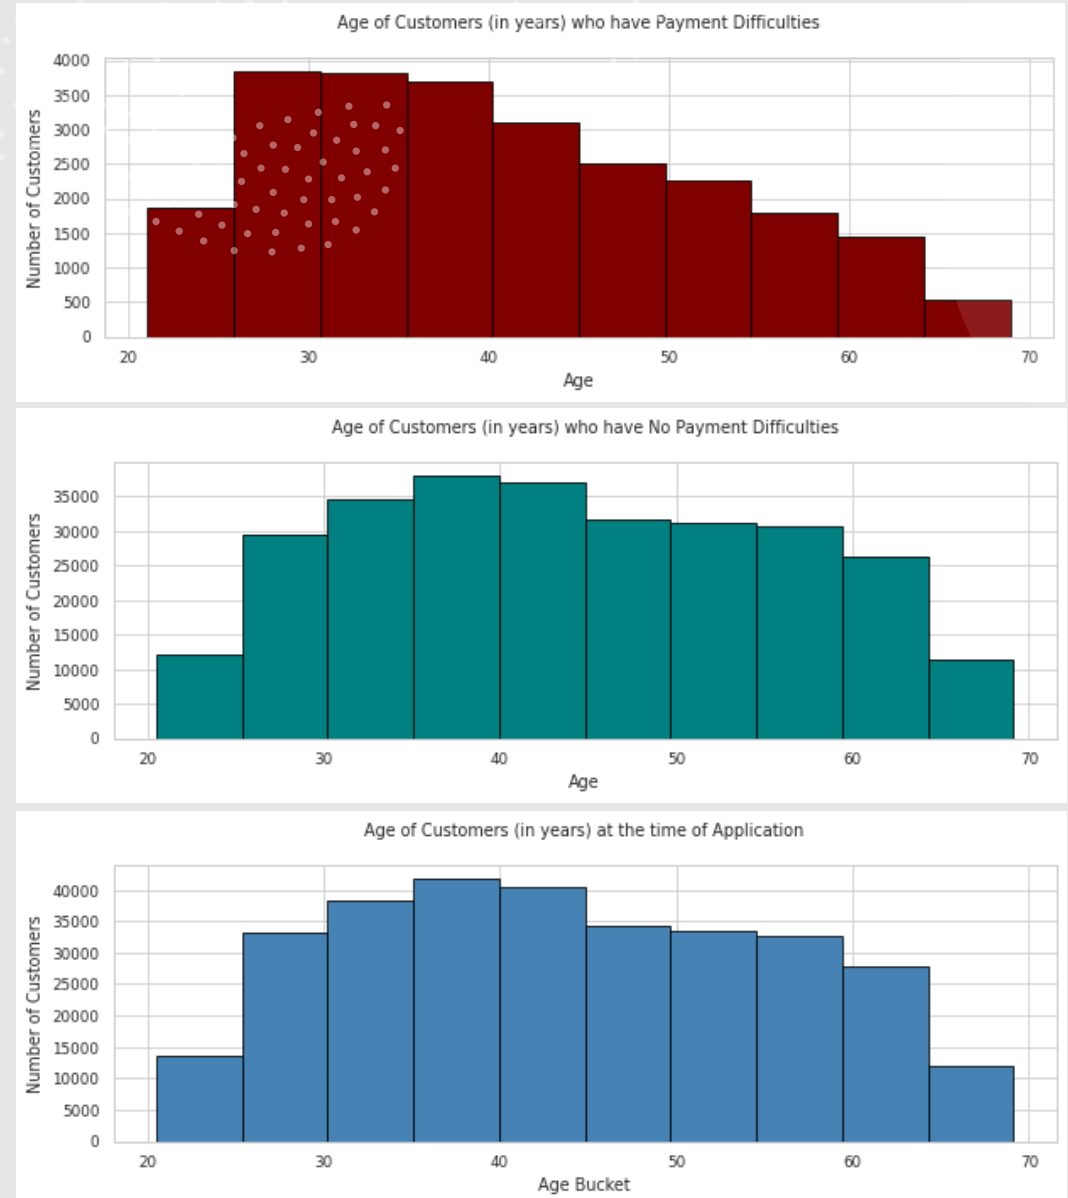 Age of Customers (in years) who have Payment Difficulties
4000
3500
3000
2500
2000
1500
1000
500
0
Number of Customers
20 30 40 50 60 70
Age
Age of Customers (in years) who have No Payment Difficulties
35000
30000
25000
20000
15000
10000
5000
0
Number of Customers
20 30 40 50 60 70
Age
Age of Customers (in years) at the time of Application
40000
35000
30000
25000
20000
15000
10000
5000
0
Number of Customers
20 30 40 50 60 70
Age Bucket